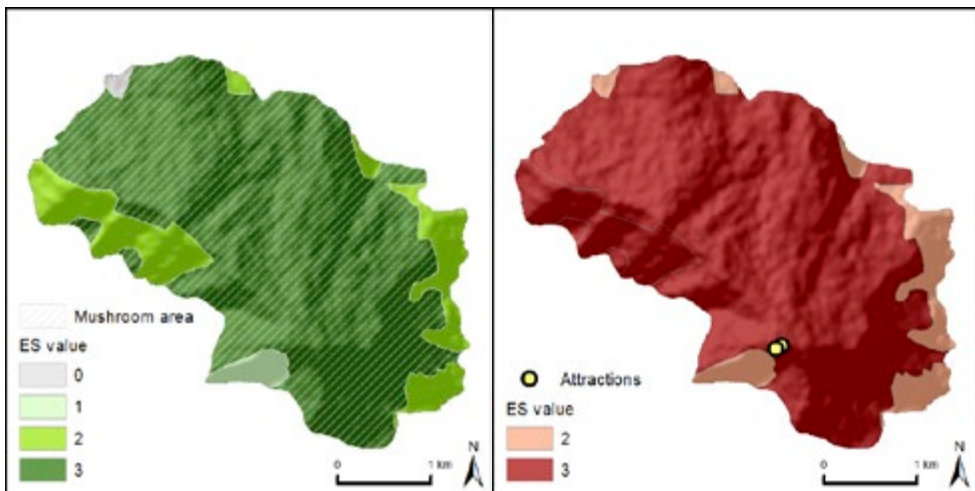 Mushroom area
ES value
0
1
2
3
N
0 1 km
Attractions
ES value
2
3
N
0 1 km